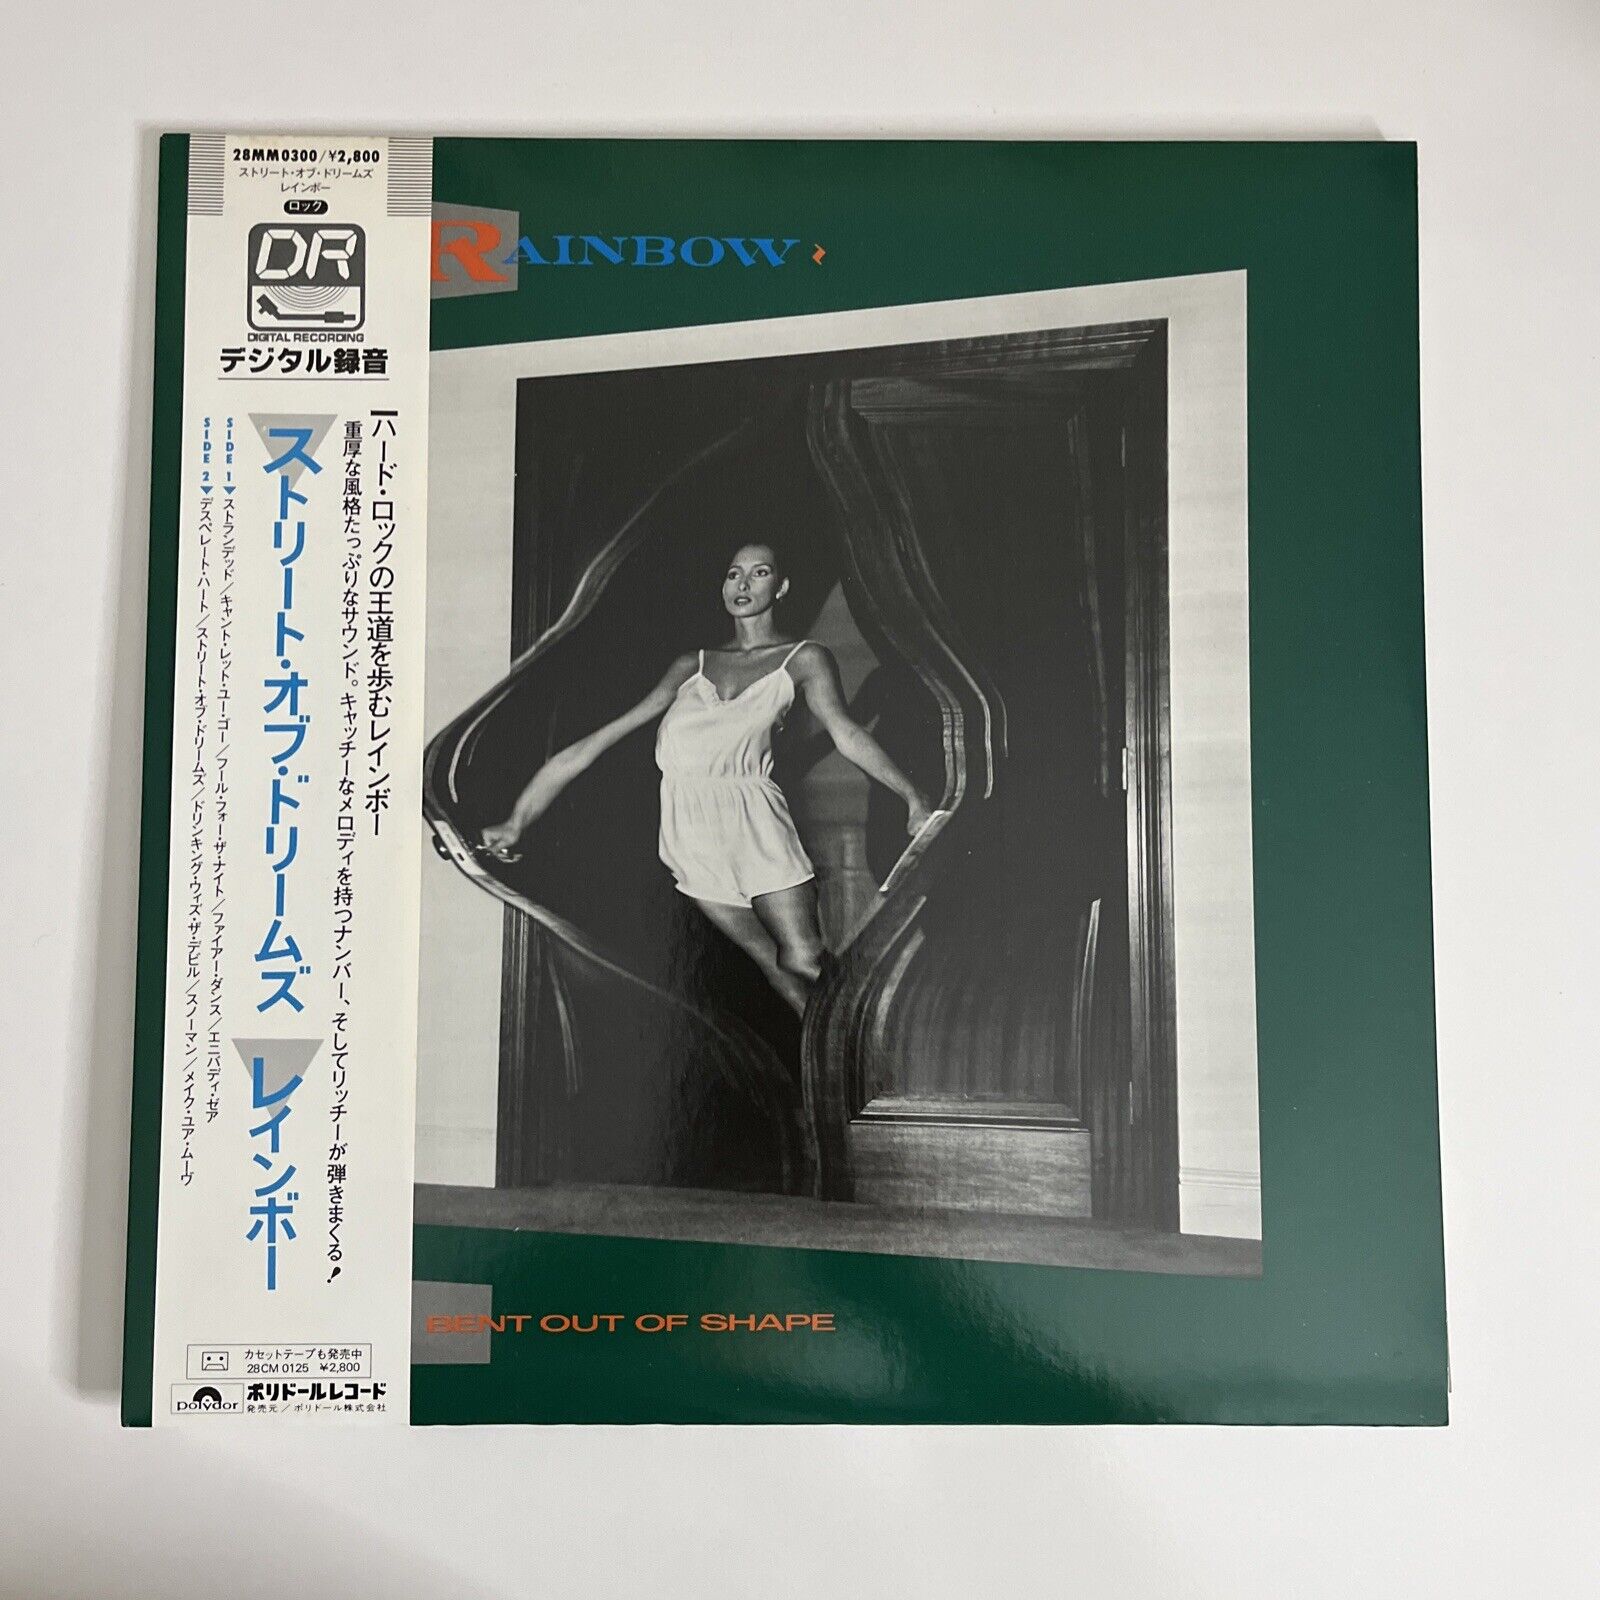 28MM0300/¥2,800
ストリート・オブ・ドリームズ
レインボー
ロック
DR
DIGITAL RECORDING
デジタル録音
ハード・ロックの王道を歩むレインボー
重厚な風格たっぷりなサウンド。キャッチーなメロディを持つナンバー、そしてリッチーが弾きまくる!
ストリート・オブ・ドリームズ レインボー
SIDE 1▼ストランデッド/キャント・レット・ユー・ゴー/フール・フォー・ザ・ナイト/ファイアー・ダンス/エニバディ・ゼア
SIDE 2▼デスペレート・ハート/ストリート・オブ・ドリームズ/ドリンキング・ウィズ・ザ・デビル/スノーマン/メイク・ユア・ムーヴ
カセットテープも発売中
28CM 0125 ¥2,800
polydor
ポリドールレコード
発売元/ポリドール株式会社
RAINBOW
BENT OUT OF SHAPE